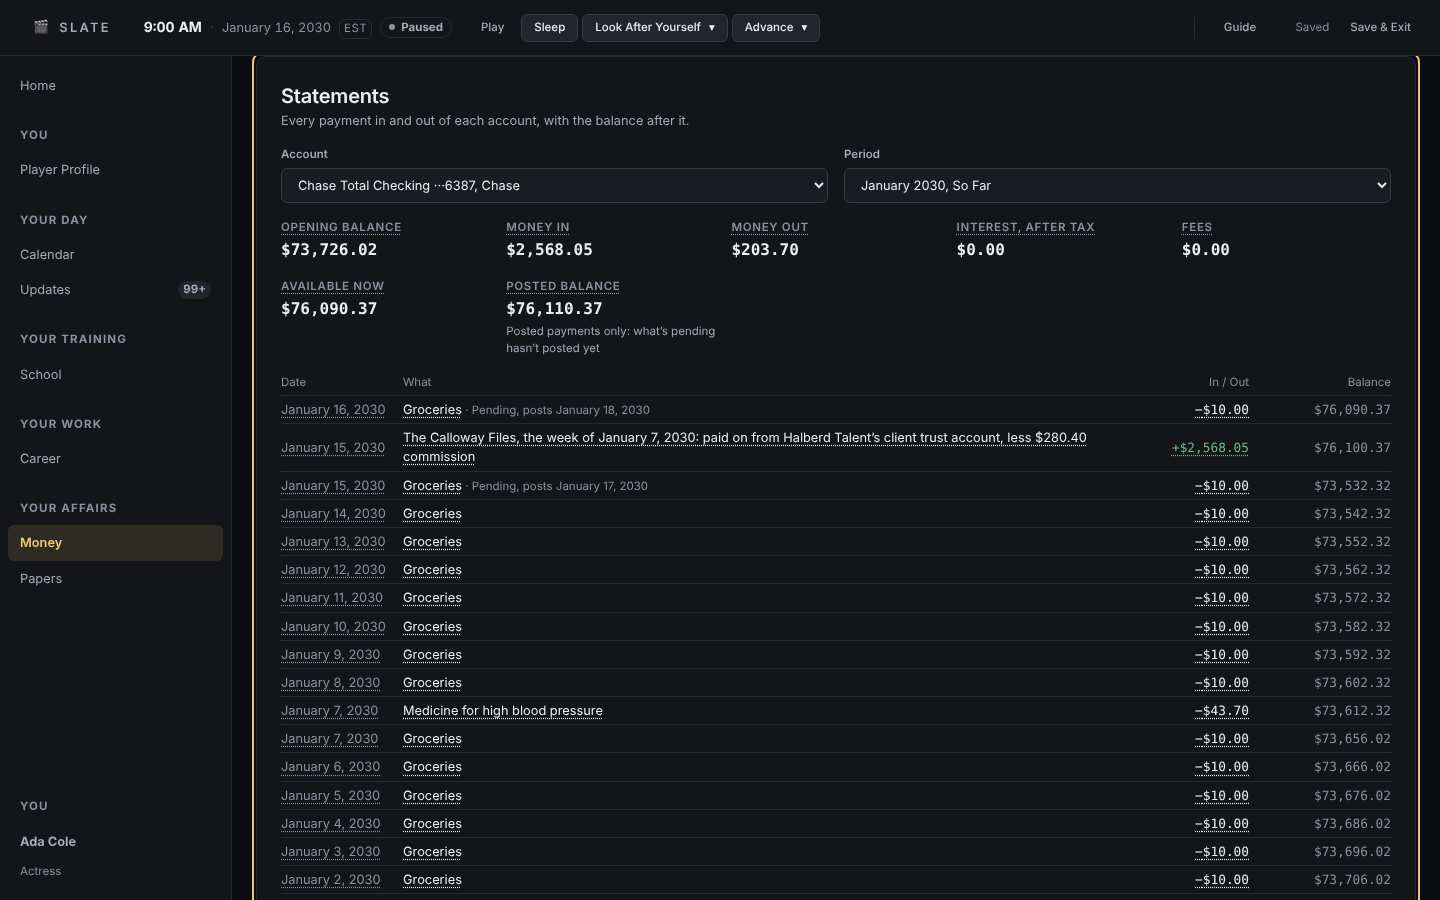 SLATE
9:00 AM · January 16, 2030 EST Paused Play Sleep Look After Yourself ▾ Advance ▾ Guide Saved Save & Exit
Home
YOU
Player Profile
YOUR DAY
Calendar
Updates 99+
YOUR TRAINING
School
YOUR WORK
Career
YOUR AFFAIRS
Money
Papers
YOU
Ada Cole
Actress
Statements
Every payment in and out of each account, with the balance after it.
Account Period
Chase Total Checking ···6387, Chase January 2030, So Far
OPENING BALANCE MONEY IN MONEY OUT INTEREST, AFTER TAX FEES
$73,726.02 $2,568.05 $203.70 $0.00 $0.00
AVAILABLE NOW POSTED BALANCE
$76,090.37 $76,110.37
Posted payments only: what's pending
hasn't posted yet
Date What In / Out Balance
January 16, 2030 Groceries · Pending, posts January 18, 2030 −$10.00 $76,090.37
The Calloway Files, the week of January 7, 2030: paid on from Halberd Talent's client trust account, less $280.40
January 15, 2030 commission +$2,568.05 $76,100.37
January 15, 2030 Groceries · Pending, posts January 17, 2030 −$10.00 $73,532.32
January 14, 2030 Groceries −$10.00 $73,542.32
January 13, 2030 Groceries −$10.00 $73,552.32
January 12, 2030 Groceries −$10.00 $73,562.32
January 11, 2030 Groceries −$10.00 $73,572.32
January 10, 2030 Groceries −$10.00 $73,582.32
January 9, 2030 Groceries −$10.00 $73,592.32
January 8, 2030 Groceries −$10.00 $73,602.32
January 7, 2030 Medicine for high blood pressure −$43.70 $73,612.32
January 7, 2030 Groceries −$10.00 $73,656.02
January 6, 2030 Groceries −$10.00 $73,666.02
January 5, 2030 Groceries −$10.00 $73,676.02
January 4, 2030 Groceries −$10.00 $73,686.02
January 3, 2030 Groceries −$10.00 $73,696.02
January 2, 2030 Groceries −$10.00 $73,706.02